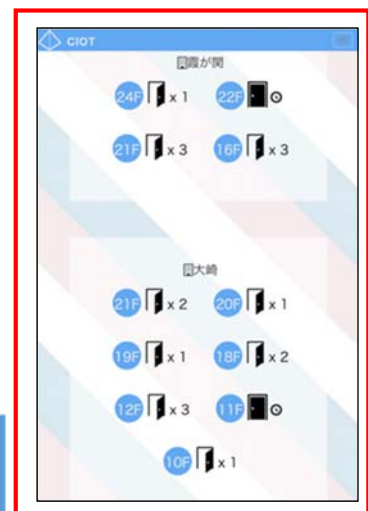 CIOT
霞が関
24F x 1 22F
21F x 3 16F x 3
大崎
21F x 2 20F x 1
19F x 1 18F x 2
12F x 3 11F
10F x 1